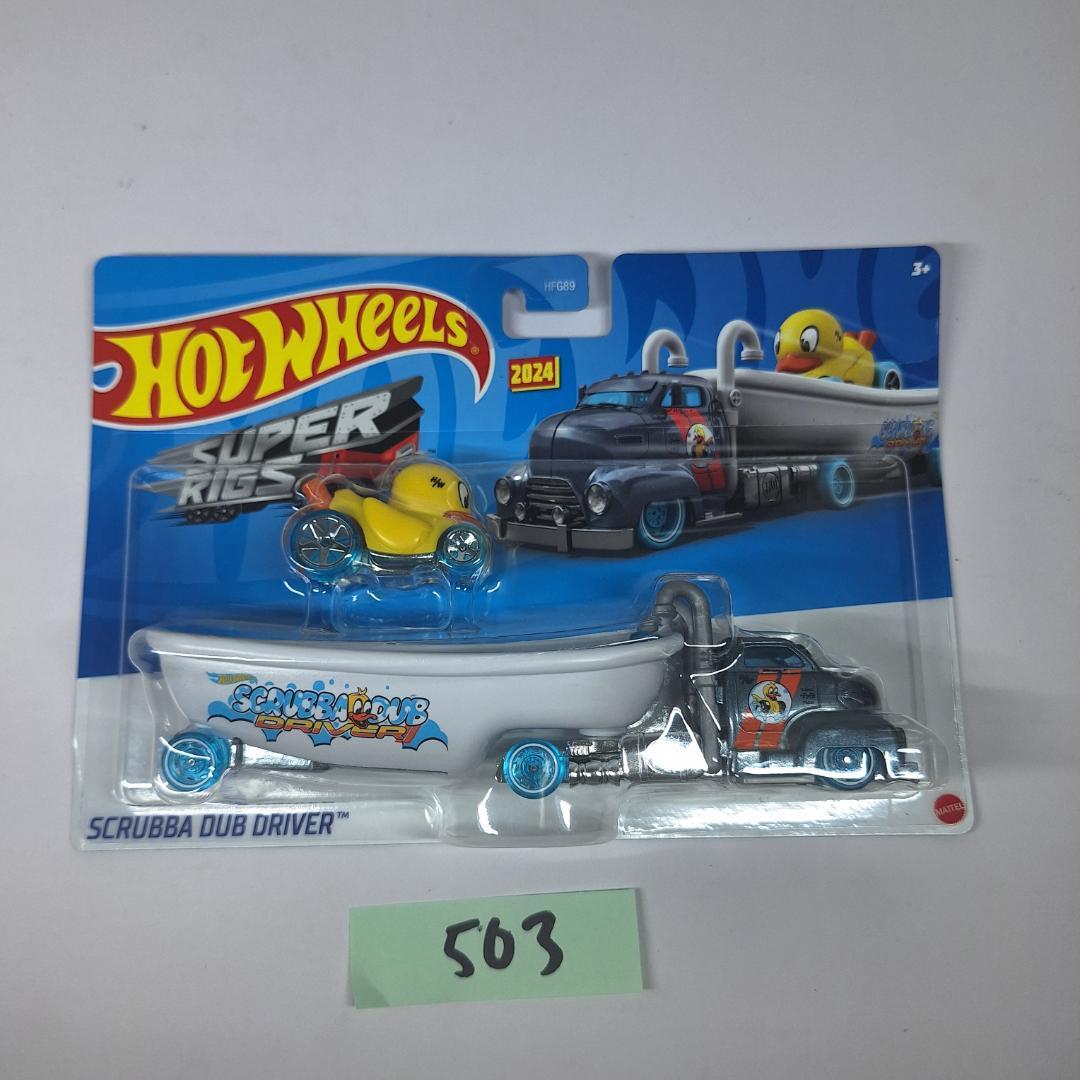 HFG89
3+
HOT WHEELS®
2024
SUPER
RIGS
H/W
SCRUBBA DUB
DRIVER
SCRUBBA DUB DRIVER™
MATTEL
503